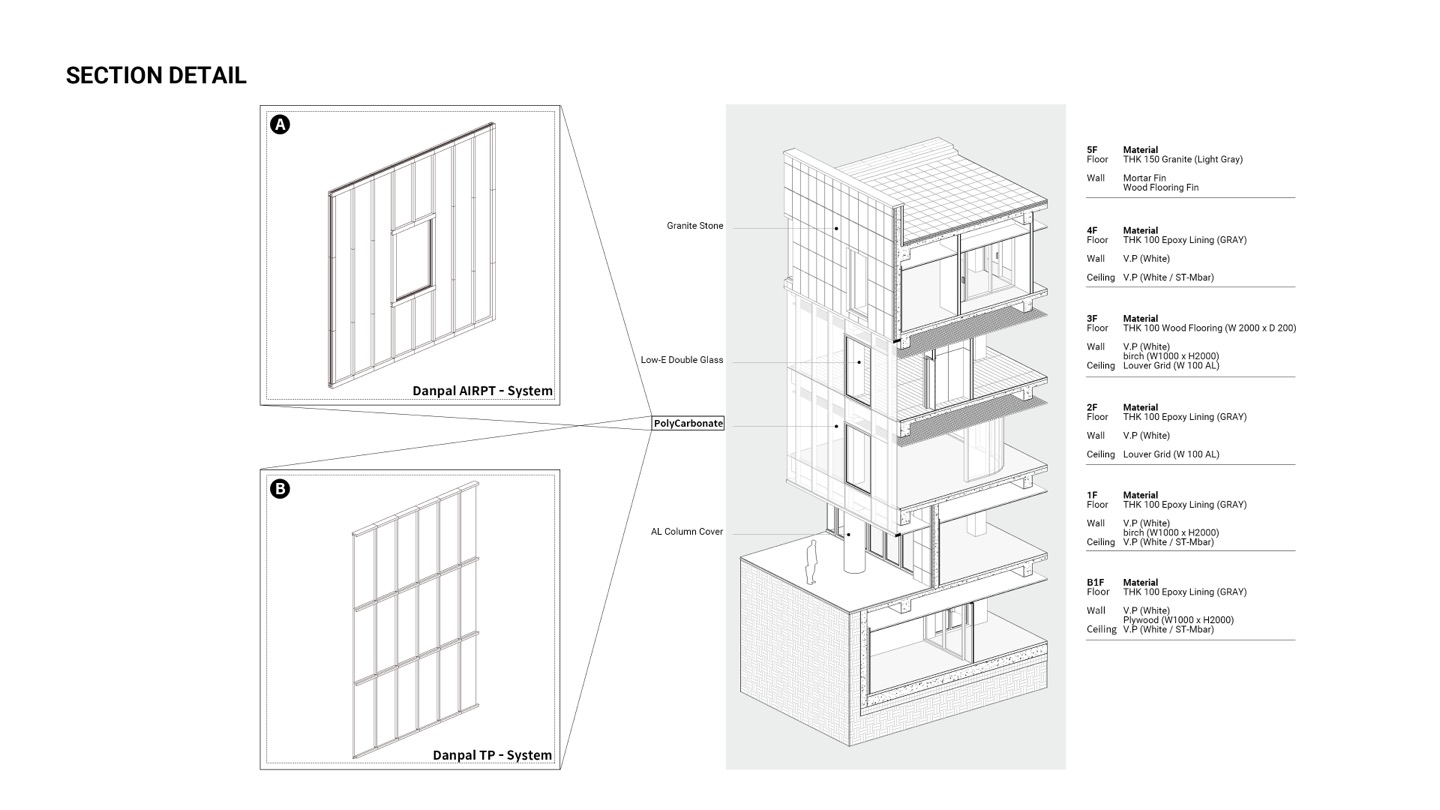 SECTION DETAIL
A
Danpal AIRPT - System
B
Danpal TP - System
Granite Stone
Low-E Double Glass
PolyCarbonate
AL Column Cover
5F Material
Floor THK 150 Granite (Light Gray)
Wall Mortar Fin
Wood Flooring Fin
4F Material
Floor THK 100 Epoxy Lining (GRAY)
Wall V.P (White)
Ceiling V.P (White / ST-Mbar)
3F Material
Floor THK 100 Wood Flooring (W 2000 x D 200)
Wall V.P (White)
birch (W1000 x H2000)
Ceiling Louver Grid (W 100 AL)
2F Material
Floor THK 100 Epoxy Lining (GRAY)
Wall V.P (White)
Ceiling Louver Grid (W 100 AL)
1F Material
Floor THK 100 Epoxy Lining (GRAY)
Wall V.P (White)
birch (W1000 x H2000)
Ceiling V.P (White / ST-Mbar)
B1F Material
Floor THK 100 Epoxy Lining (GRAY)
Wall V.P (White)
Plywood (W1000 x H2000)
Ceiling V.P (White / ST-Mbar)